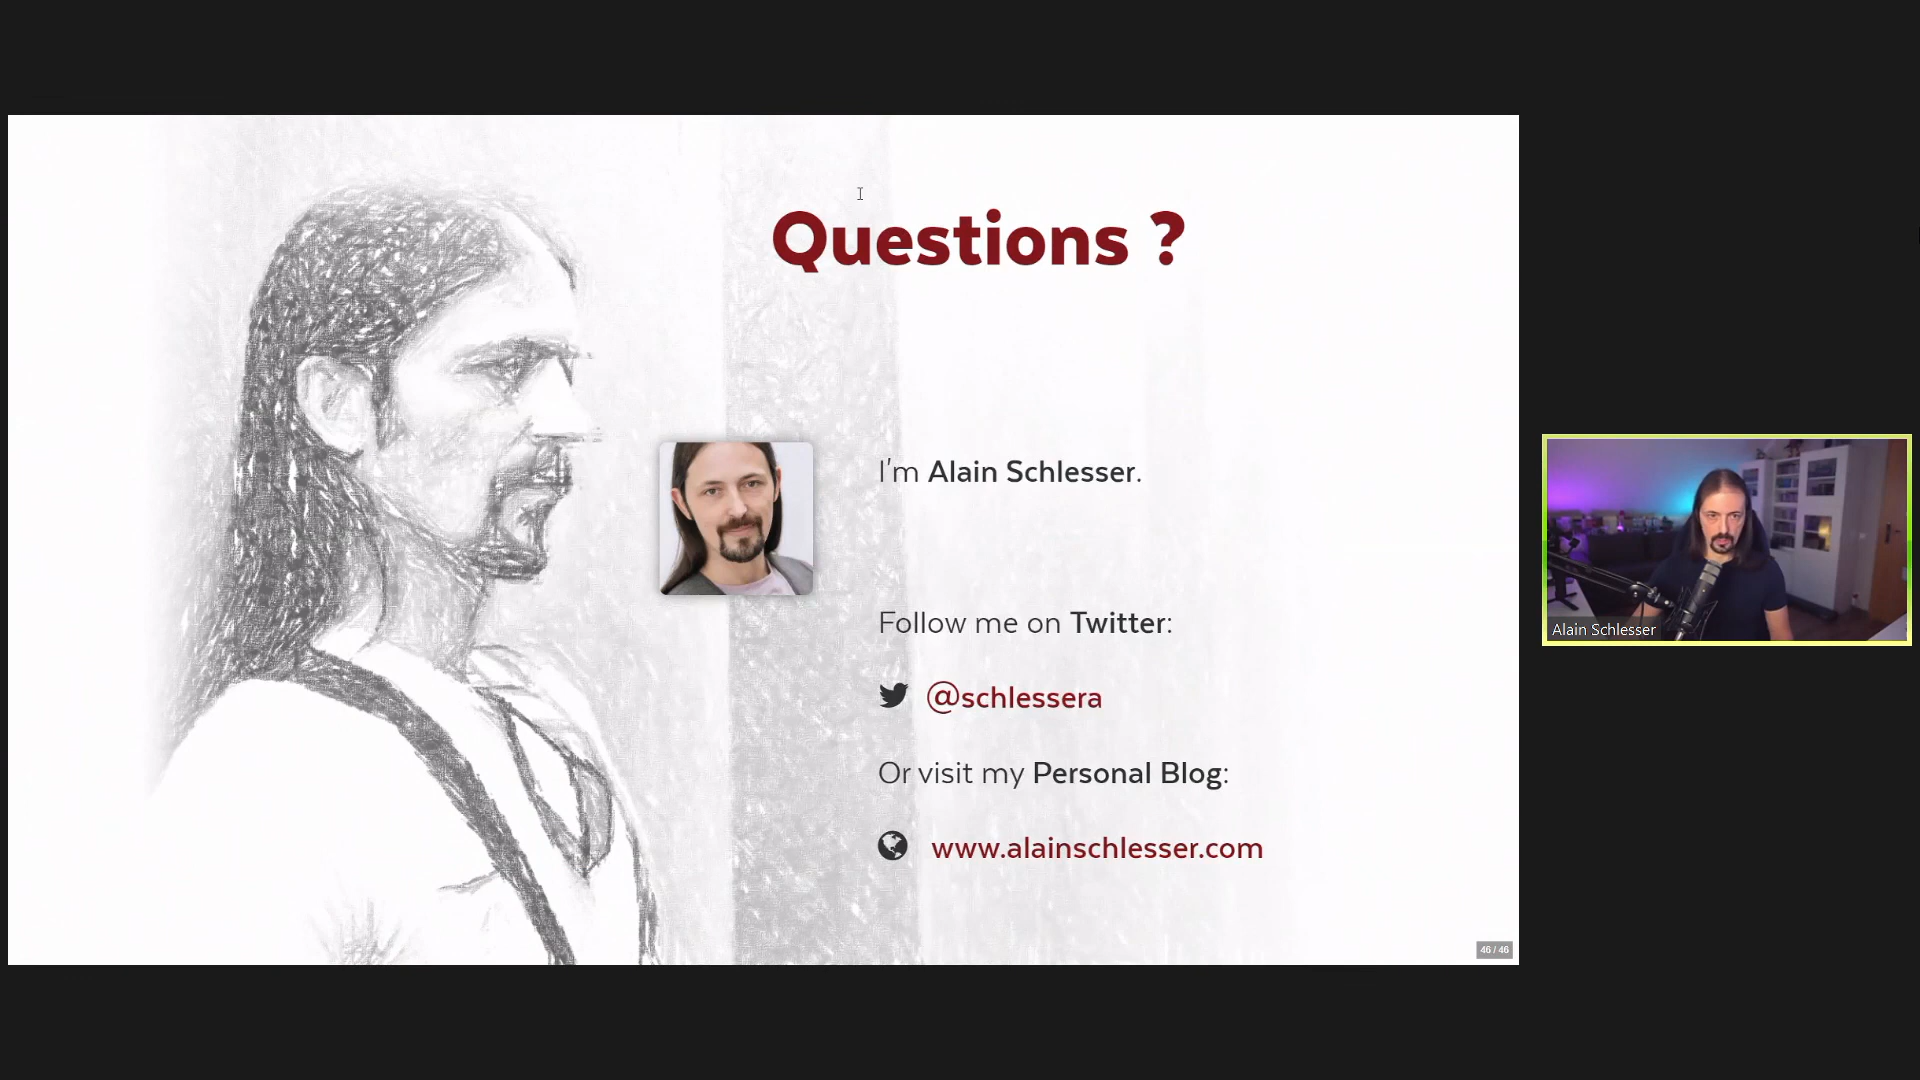 Questions ?
I'm Alain Schlesser.
Follow me on Twitter:
@schlessera
Or visit my Personal Blog:
www.alainschlesser.com
46 / 46
Alain Schlesser